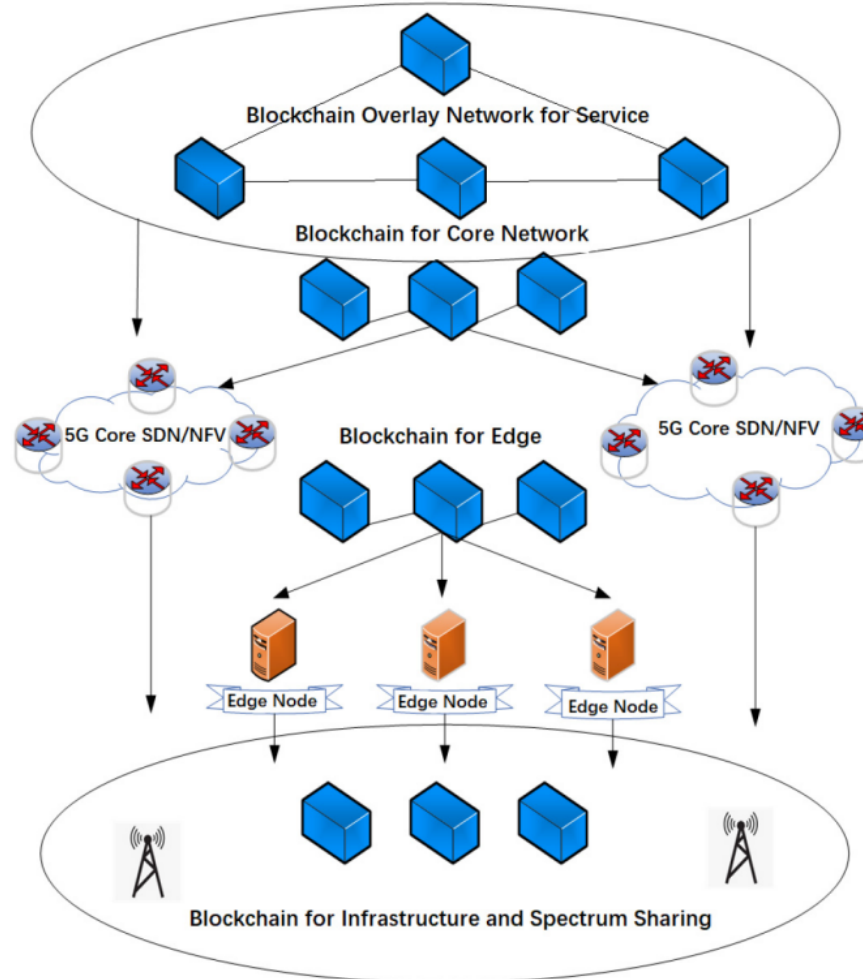 Blockchain Overlay Network for Service
Blockchain for Core Network
5G Core SDN/NFV
5G Core SDN/NFV
Blockchain for Edge
Edge Node
Edge Node
Edge Node
Blockchain for Infrastructure and Spectrum Sharing